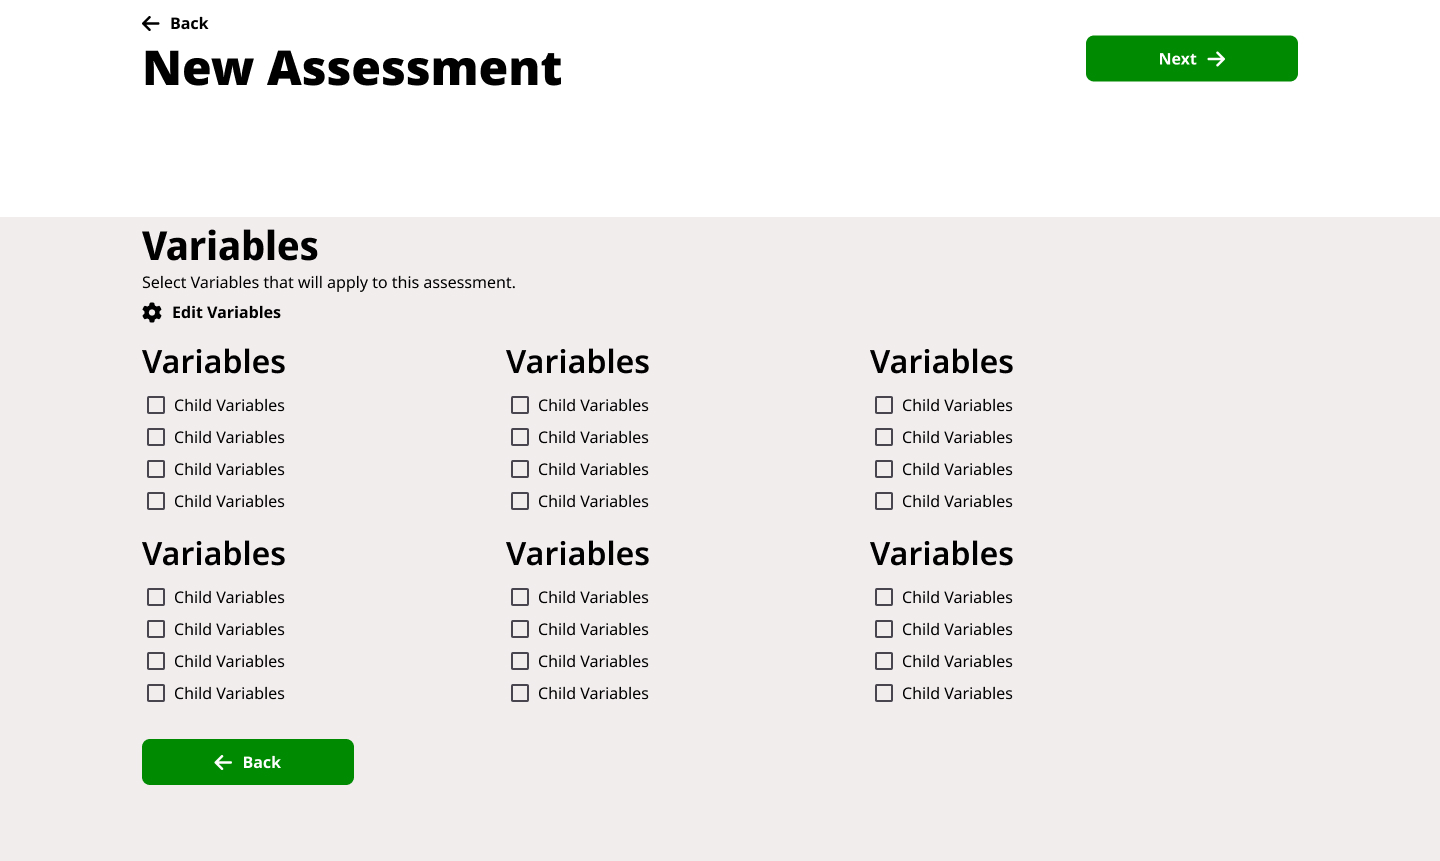 Back
New Assessment
Next
Variables
Select Variables that will apply to this assessment.
Edit Variables
Variables
Child Variables
Child Variables
Child Variables
Child Variables
Variables
Child Variables
Child Variables
Child Variables
Child Variables
Variables
Child Variables
Child Variables
Child Variables
Child Variables
Variables
Child Variables
Child Variables
Child Variables
Child Variables
Variables
Child Variables
Child Variables
Child Variables
Child Variables
Variables
Child Variables
Child Variables
Child Variables
Child Variables
Back